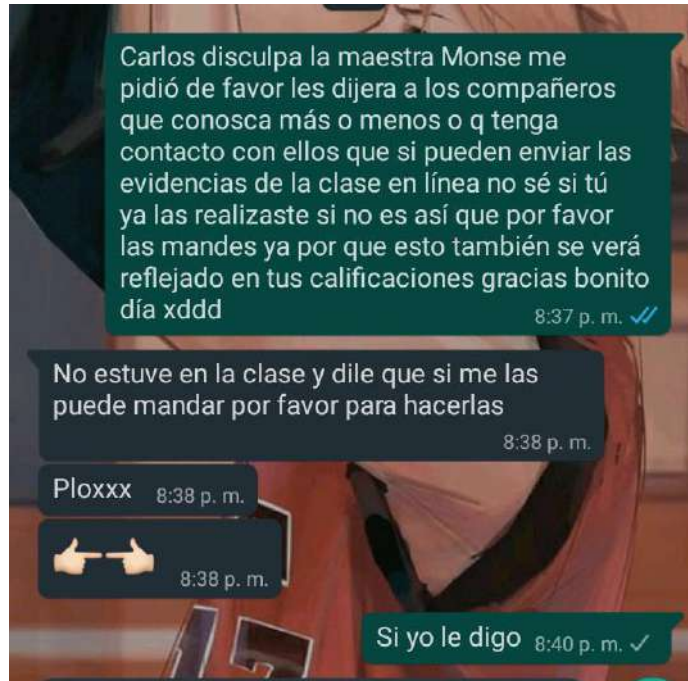 Carlos disculpa la maestra Monse me
pidió de favor les dijera a los compañeros
que conosca más o menos o q tenga
contacto con ellos que si pueden enviar las
evidencias de la clase en línea no sé si tú
ya las realizaste si no es así que por favor
las mandes ya por que esto también se verá
reflejado en tus calificaciones gracias bonito
día xddd
8:37 p. m.
No estuve en la clase y dile que si me las
puede mandar por favor para hacerlas
8:38 p. m.
Ploxxx 8:38 p. m.
👉🏻👈🏻
8:38 p. m.
Si yo le digo 8:40 p. m.